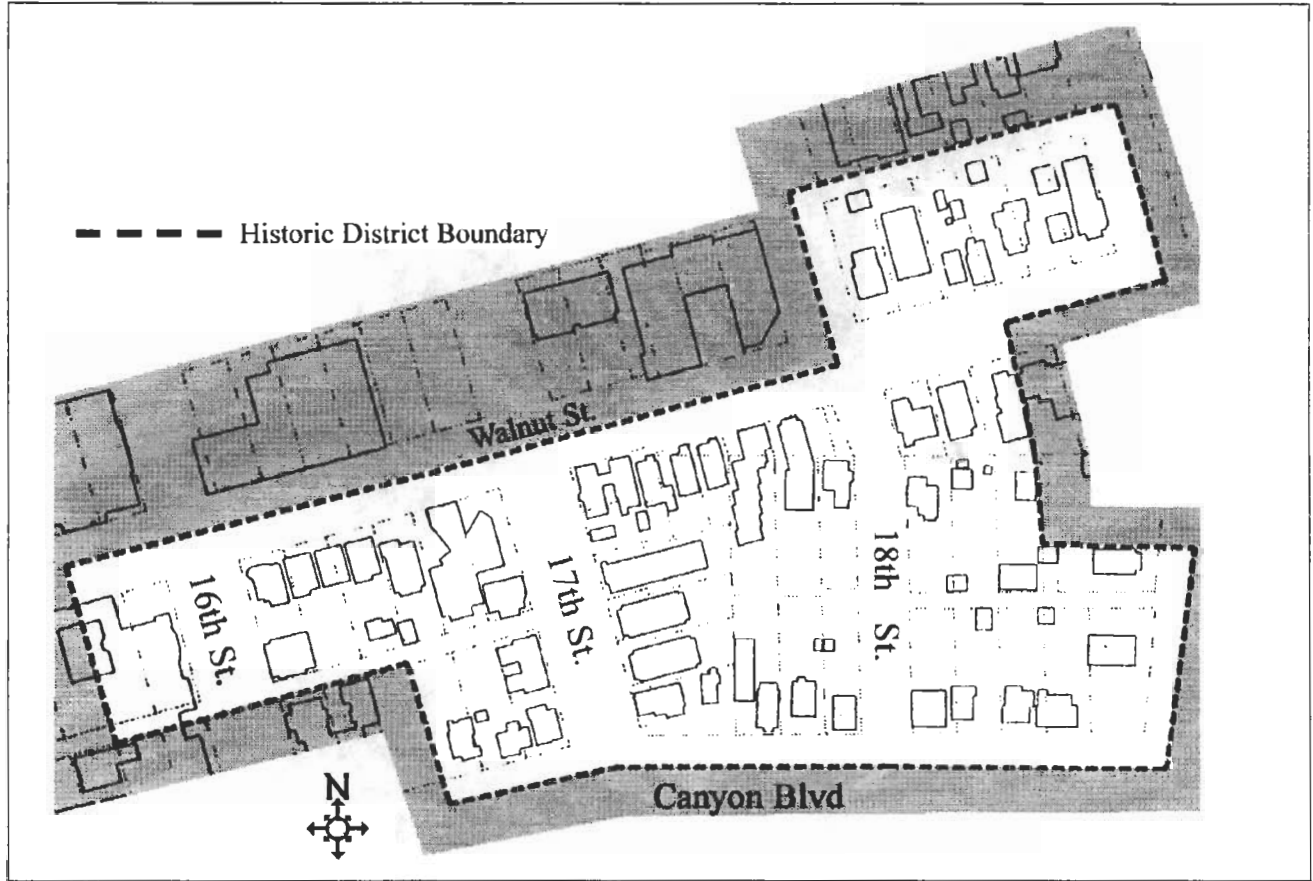 Historic District Boundary
Walnut St.
16th St.
17th St.
18th St.
N
Canyon Blvd